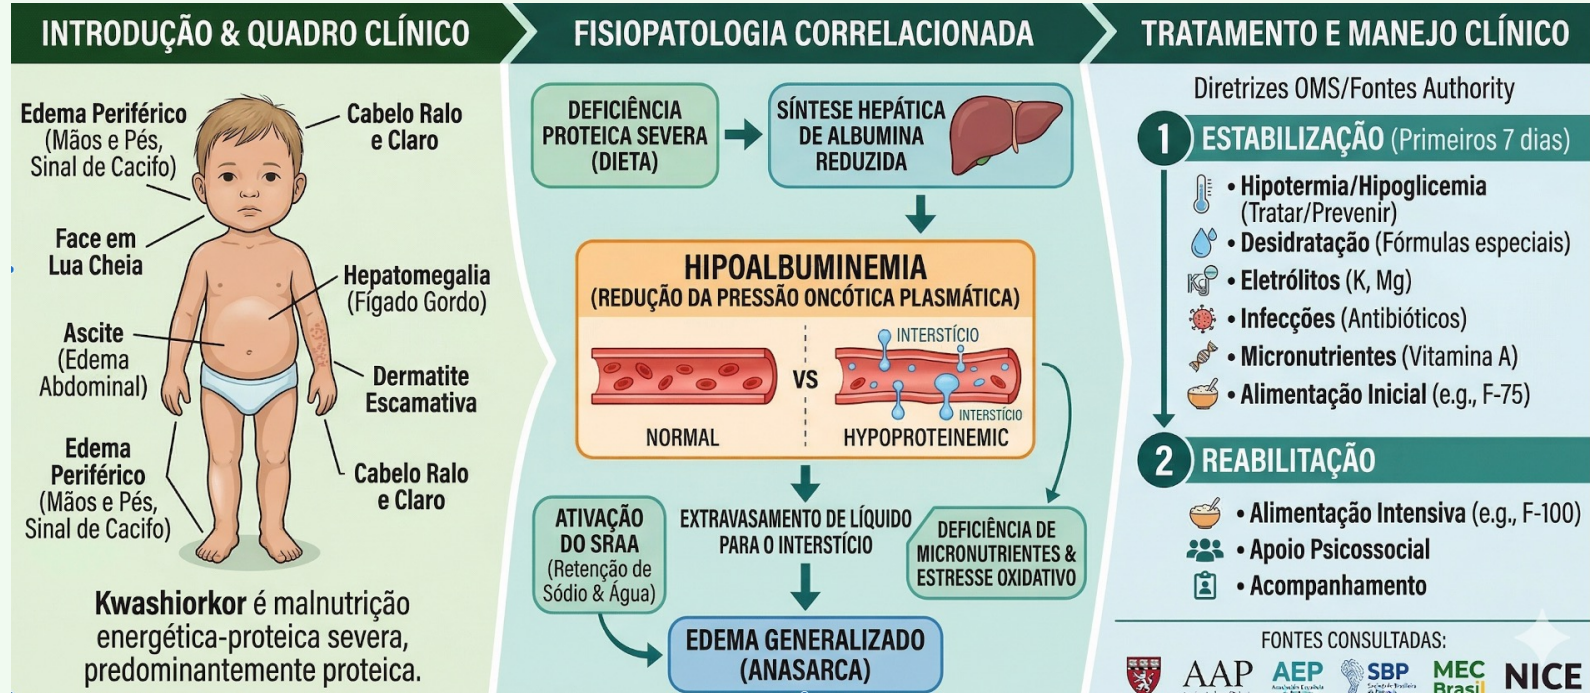 INTRODUÇÃO & QUADRO CLÍNICO
Edema Periférico
(Mãos e Pés,
Sinal de Cacifo)
Cabelo Ralo
e Claro
Face em
Lua Cheia
Hepatomegalia
(Fígado Gordo)
Ascite
(Edema
Abdominal)
Dermatite
Escamativa
Edema
Periférico
(Mãos e Pés,
Sinal de Cacifo)
Cabelo Ralo
e Claro
Kwashiorkor é malnutrição
energética-proteica severa,
predominantemente proteica.
FISIOPATOLOGIA CORRELACIONADA
DEFICIÊNCIA
PROTEICA SEVERA
(DIETA)
SÍNTESE HEPÁTICA
DE ALBUMINA
REDUZIDA
HIPOALBUMINEMIA
(REDUÇÃO DA PRESSÃO ONCÓTICA PLASMÁTICA)
INTERSTÍCIO
VS
INTERSTÍCIO
NORMAL
HYPOPROTEINEMIC
ATIVAÇÃO
DO SRAA
(Retenção de
Sódio & Água)
EXTRAVASAMENTO DE LÍQUIDO
PARA O INTERSTÍCIO
DEFICIÊNCIA DE
MICRONUTRIENTES &
ESTRESSE OXIDATIVO
EDEMA GENERALIZADO
(ANASARCA)
TRATAMENTO E MANEJO CLÍNICO
Diretrizes OMS/Fontes Authority
1 ESTABILIZAÇÃO (Primeiros 7 dias)
• Hipotermia/Hipoglicemia
(Tratar/Prevenir)
• Desidratação (Fórmulas especiais)
• Eletrólitos (K, Mg)
• Infecções (Antibióticos)
• Micronutrientes (Vitamina A)
• Alimentação Inicial (e.g., F-75)
2 REABILITAÇÃO
• Alimentação Intensiva (e.g., F-100)
• Apoio Psicossocial
• Acompanhamento
FONTES CONSULTADAS:
AAP
AEP
SBP
MEC
Brasil
NICE